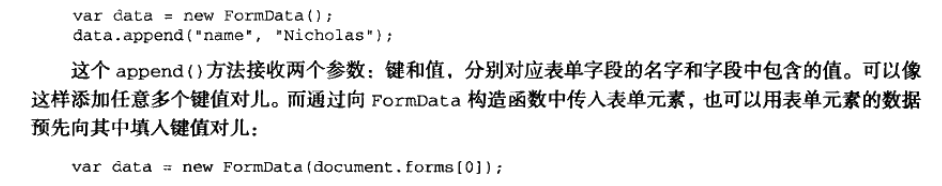 var data = new FormData();
data.append("name", "Nicholas");
这个 append()方法接收两个参数：键和值，分别对应表单字段的名字和字段中包含的值。可以像
这样添加任意多个键值对儿。而通过向 FormData 构造函数中传入表单元素，也可以用表单元素的数据
预先向其中填入键值对儿：
var data = new FormData(document.forms[0]);